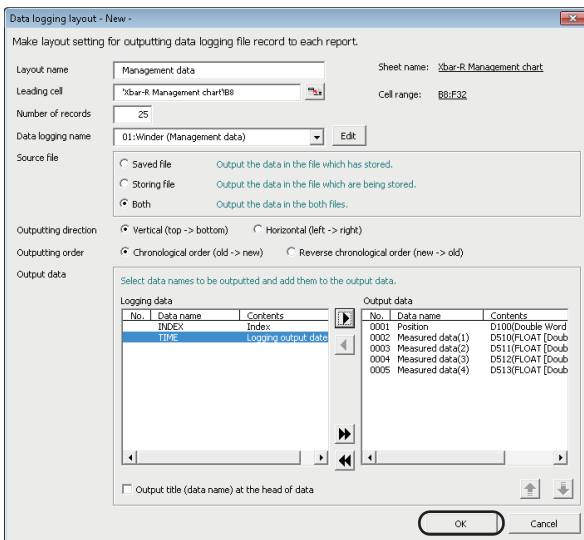 Data logging layout - New -
Make layout setting for outputting data logging file record to each report.
Layout name Management data Sheet name: Xbar-R Management chart
Leading cell 'Xbar-R Management chart'!B8 Cell range: B8:F32
Number of records 25
Data logging name 01:Winder (Management data) Edit
Source file
Saved file Output the data in the file which has stored.
Storing file Output the data in the file which are being stored.
Both Output the data in the both files.
Outputting direction Vertical (top -> bottom) Horizontal (left -> right)
Outputting order Chronological order (old -> new) Reverse chronological order (new -> old)
Output data
Select data names to be outputted and add them to the output data.
Logging data Output data
No. Data name Contents No. Data name Contents
INDEX Index 0001 Position D100(Double Word
TIME Logging output date 0002 Measured data(1) D510(FLOAT [Doub
0003 Measured data(2) D511(FLOAT [Doub
0004 Measured data(3) D512(FLOAT [Doub
0005 Measured data(4) D513(FLOAT [Doub
Output title (data name) at the head of data
OK Cancel